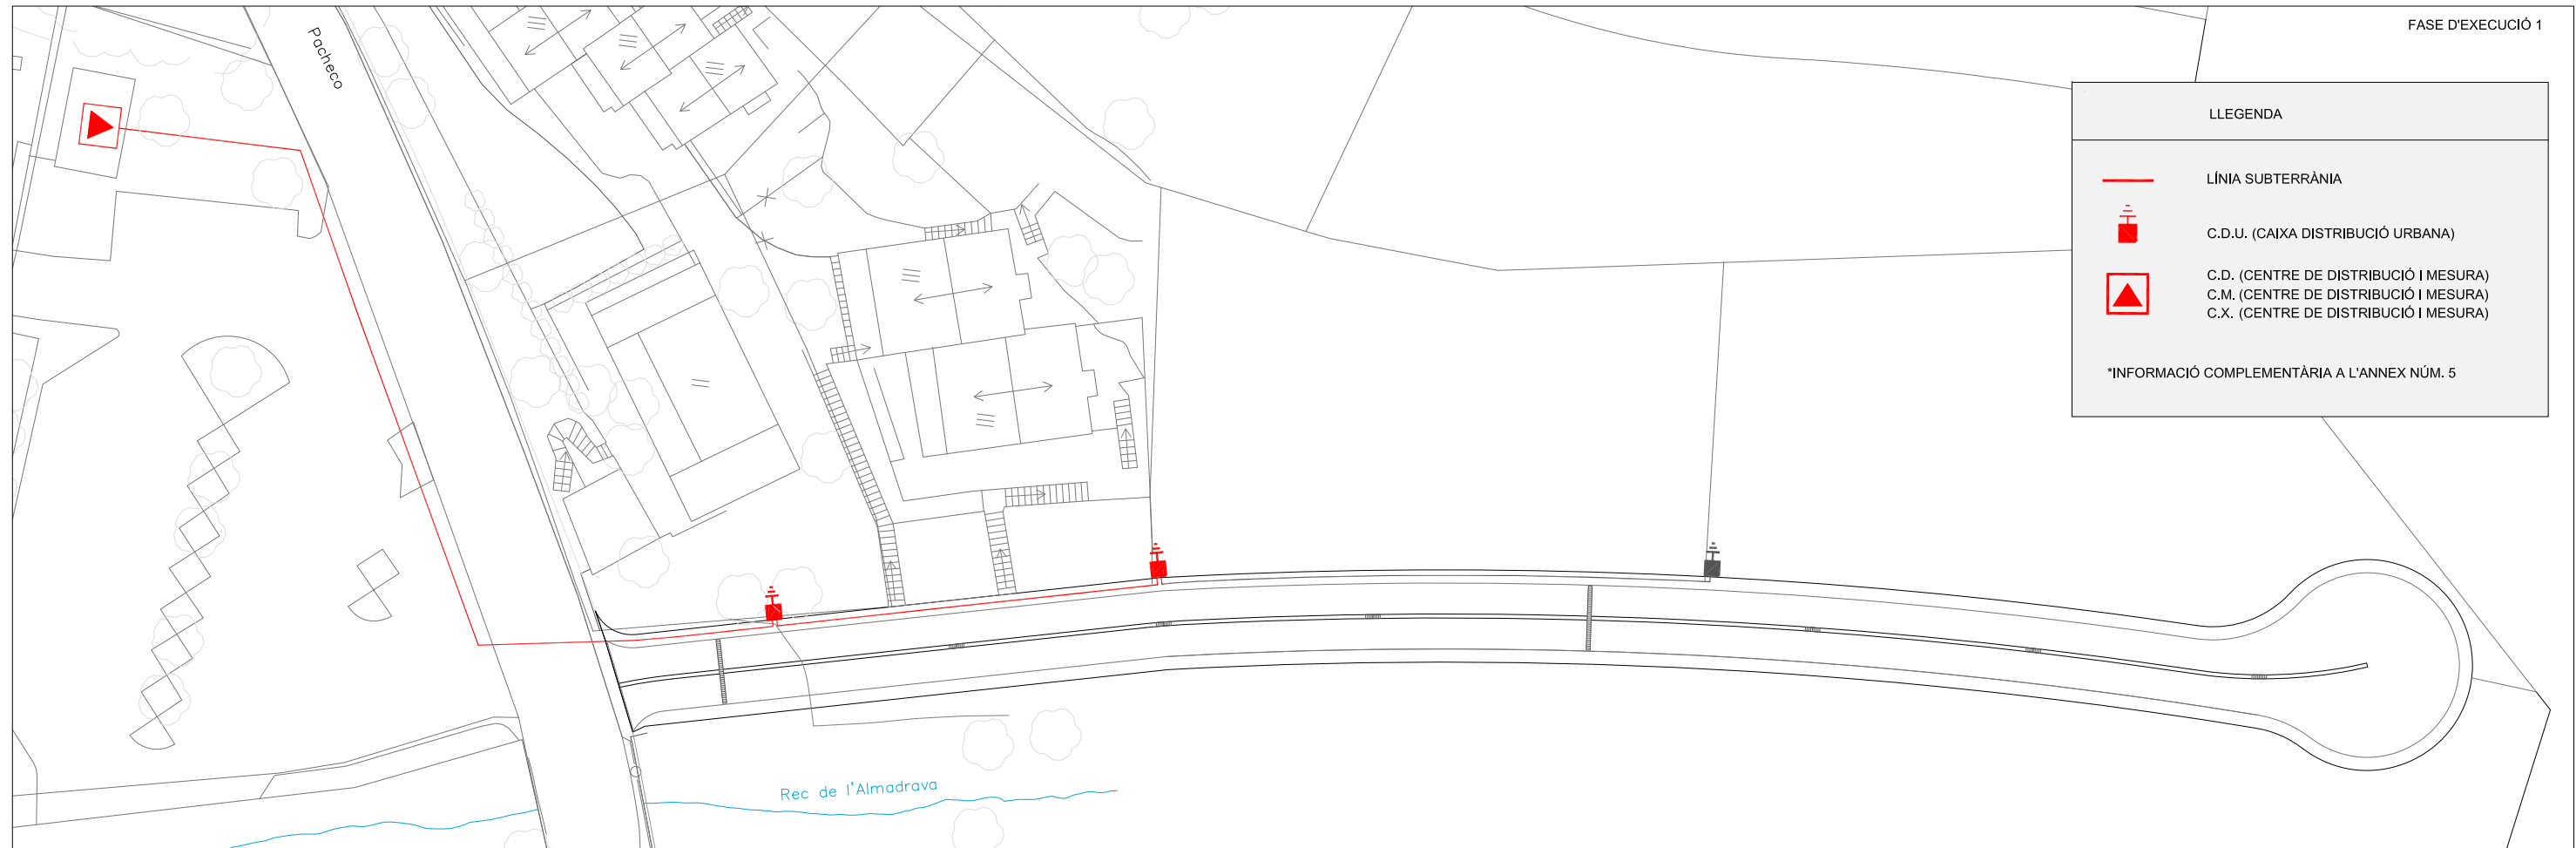 FASE D'EXECUCIÓ 1
Pacheco
LLEGENDA
LÍNIA SUBTERRÀNIA
C.D.U. (CAIXA DISTRIBUCIÓ URBANA)
C.D. (CENTRE DE DISTRIBUCIÓ I MESURA)
C.M. (CENTRE DE DISTRIBUCIÓ I MESURA)
C.X. (CENTRE DE DISTRIBUCIÓ I MESURA)
*INFORMACIÓ COMPLEMENTÀRIA A L'ANNEX NÚM. 5
Rec de l'Almadrava